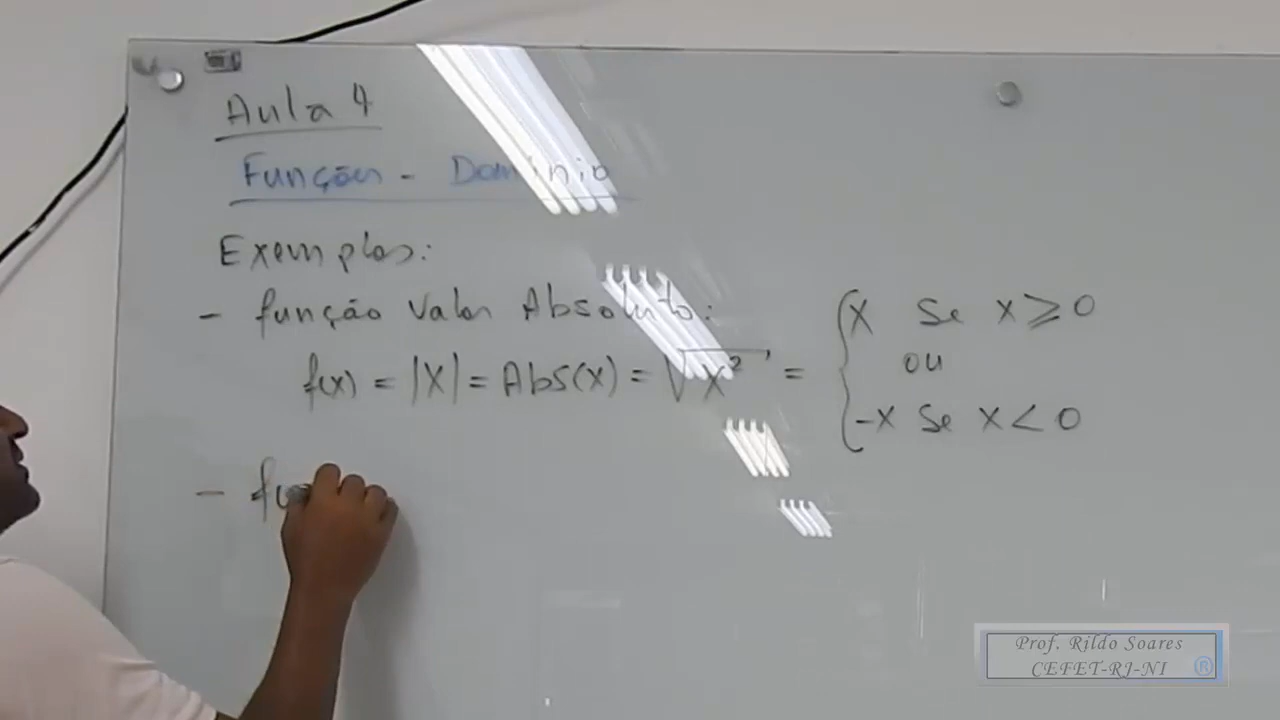 Aula 4
Função - Domínio
Exemplos:
- função Valor Absoluto:
f(x) = |X| = Abs(x) = √x² = { X se x ≥ 0
ou
-X se x < 0
- fu
Prof. Rildo Soares
CEFET-RJ-NI ®